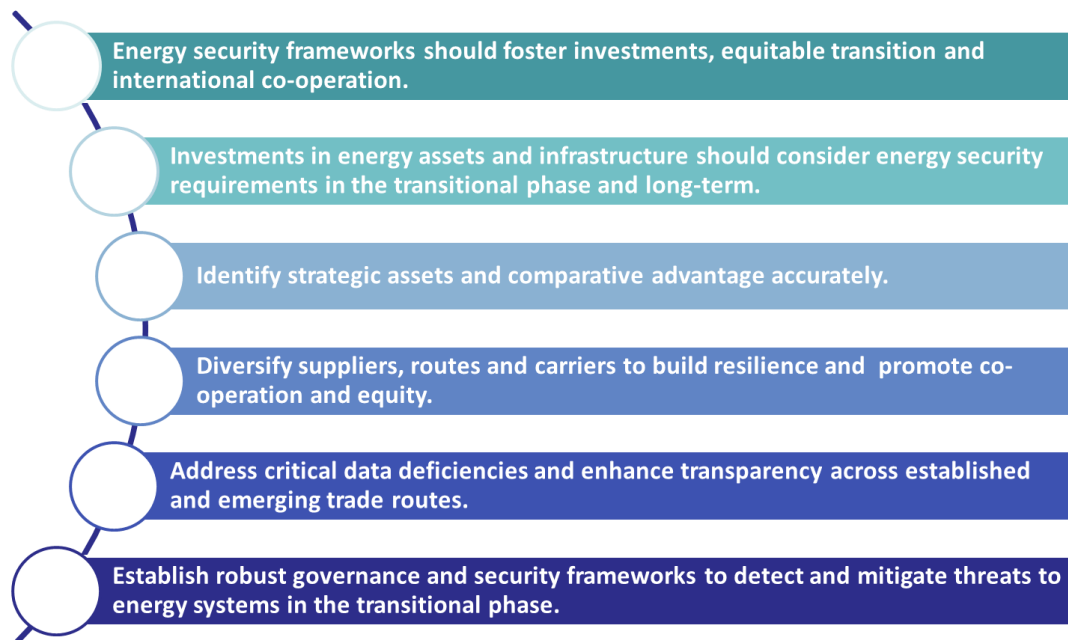 Energy security frameworks should foster investments, equitable transition and
international co-operation.
Investments in energy assets and infrastructure should consider energy security
requirements in the transitional phase and long-term.
Identify strategic assets and comparative advantage accurately.
Diversify suppliers, routes and carriers to build resilience and  promote co-
operation and equity.
Address critical data deficiencies and enhance transparency across established
and emerging trade routes.
Establish robust governance and security frameworks to detect and mitigate threats to
energy systems in the transitional phase.